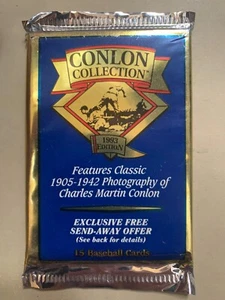 CONLON
COLLECTION™
1993
EDITION
Features Classic
1905-1942 Photography of
Charles Martin Conlon
EXCLUSIVE FREE
SEND-AWAY OFFER
(See back for details)
15 Baseball Cards